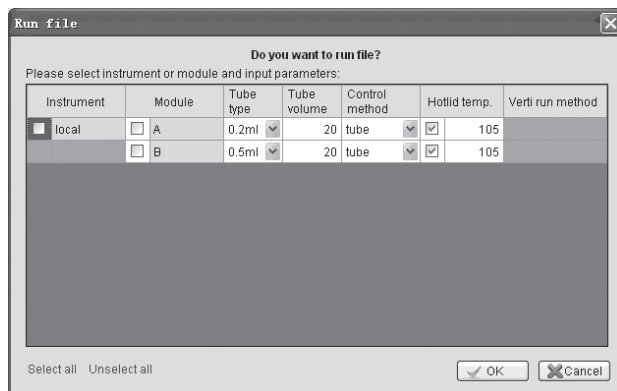 Run file
Do you want to run file?
Please select instrument or module and input parameters:
Instrument Module Tube type Tube volume Control method Hotlid temp. Verti run method
local A 0.2ml 20 tube 105
B 0.5ml 20 tube 105
Select all Unselect all OK Cancel